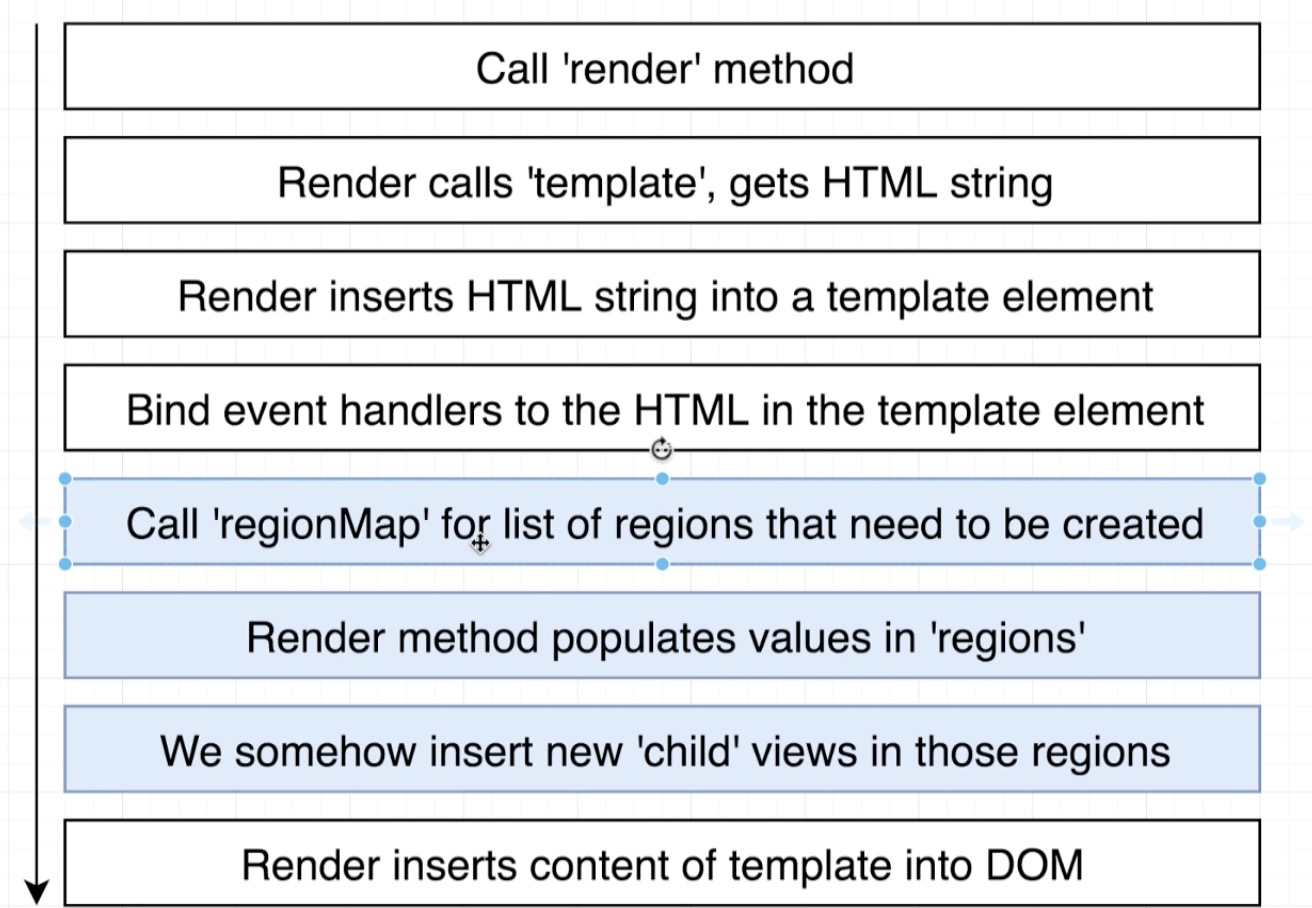 Call 'render' method
Render calls 'template', gets HTML string
Render inserts HTML string into a template element
Bind event handlers to the HTML in the template element
Call 'regionMap' for list of regions that need to be created
Render method populates values in 'regions'
We somehow insert new 'child' views in those regions
Render inserts content of template into DOM